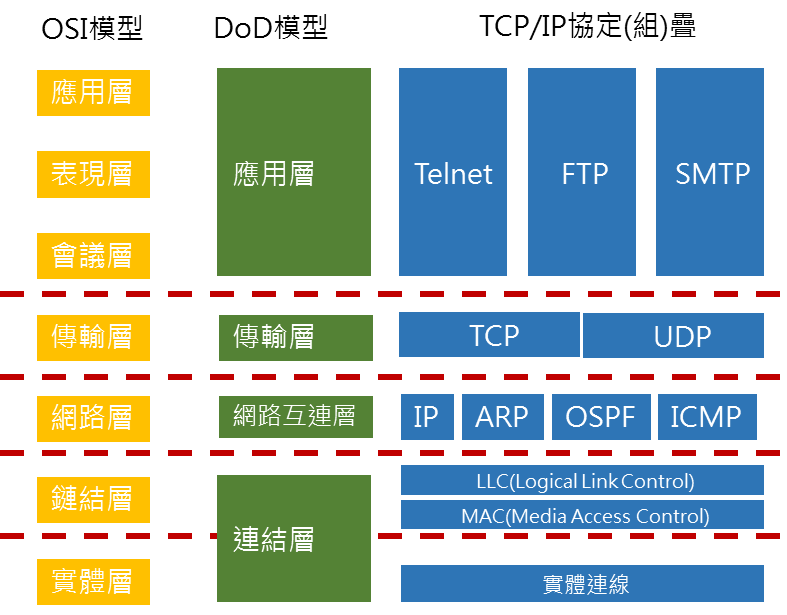 OSI模型
DoD模型
TCP/IP協定(組)疊
應用層
表現層
會議層
應用層
Telnet
FTP
SMTP
傳輸層
傳輸層
TCP
UDP
網路層
網路互連層
IP
ARP
OSPF
ICMP
鏈結層
實體層
連結層
LLC(Logical Link Control)
MAC(Media Access Control)
實體連線